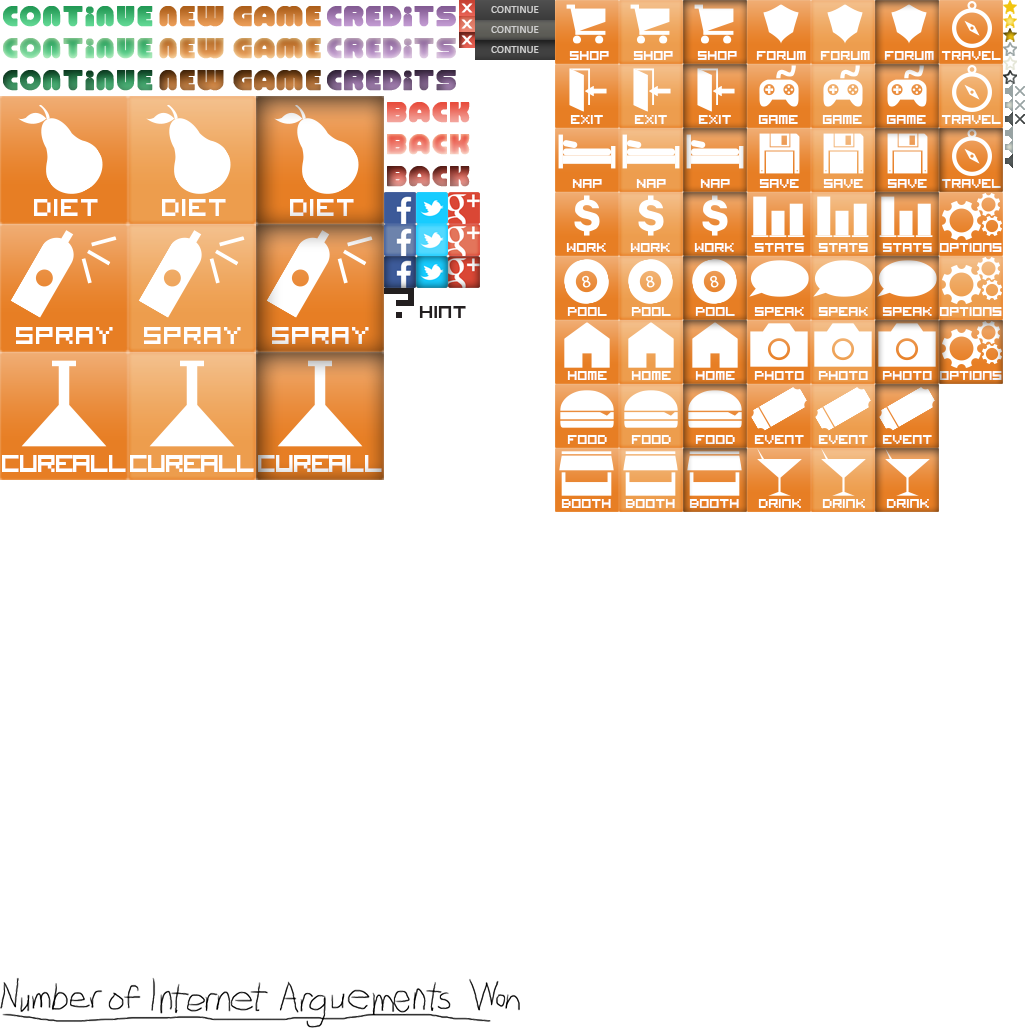 CONTINUE NEW GAME CREDITS
CONTINUE NEW GAME CREDITS
CONTINUE NEW GAME CREDITS
CONTINUE
CONTINUE
CONTINUE
BACK
BACK
BACK
DIET DIET DIET
SPRAY SPRAY SPRAY
CUREALL CUREALL CUREALL
f g+
f g+
f g+
? HINT
SHOP SHOP SHOP FORUM FORUM FORUM TRAVEL
EXIT EXIT EXIT GAME GAME GAME TRAVEL
NAP NAP NAP SAVE SAVE SAVE TRAVEL
$ $ $
WORK WORK WORK STATS STATS STATS OPTIONS
8 8 8
POOL POOL POOL SPEAK SPEAK SPEAK OPTIONS
HOME HOME HOME PHOTO PHOTO PHOTO OPTIONS
FOOD FOOD FOOD EVENT EVENT EVENT
BOOTH BOOTH BOOTH DRINK DRINK DRINK
Number of Internet Arguements Won